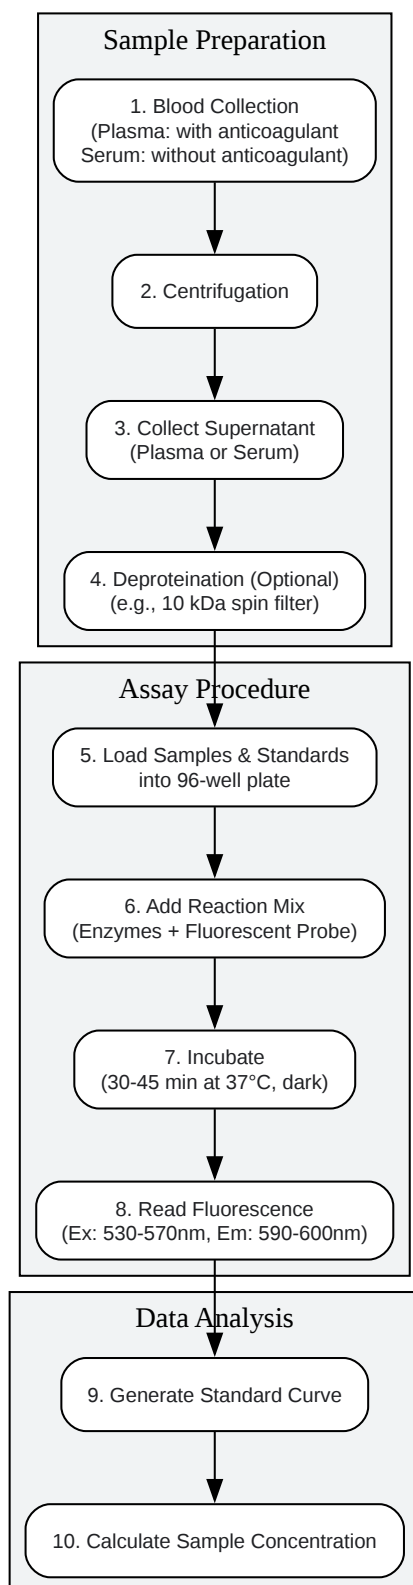 Sample Preparation
1. Blood Collection
(Plasma: with anticoagulant
Serum: without anticoagulant)
2. Centrifugation
3. Collect Supernatant
(Plasma or Serum)
4. Deproteination (Optional)
(e.g., 10 kDa spin filter)
Assay Procedure
5. Load Samples & Standards
into 96-well plate
6. Add Reaction Mix
(Enzymes + Fluorescent Probe)
7. Incubate
(30-45 min at 37°C, dark)
8. Read Fluorescence
(Ex: 530-570nm, Em: 590-600nm)
Data Analysis
9. Generate Standard Curve
10. Calculate Sample Concentration